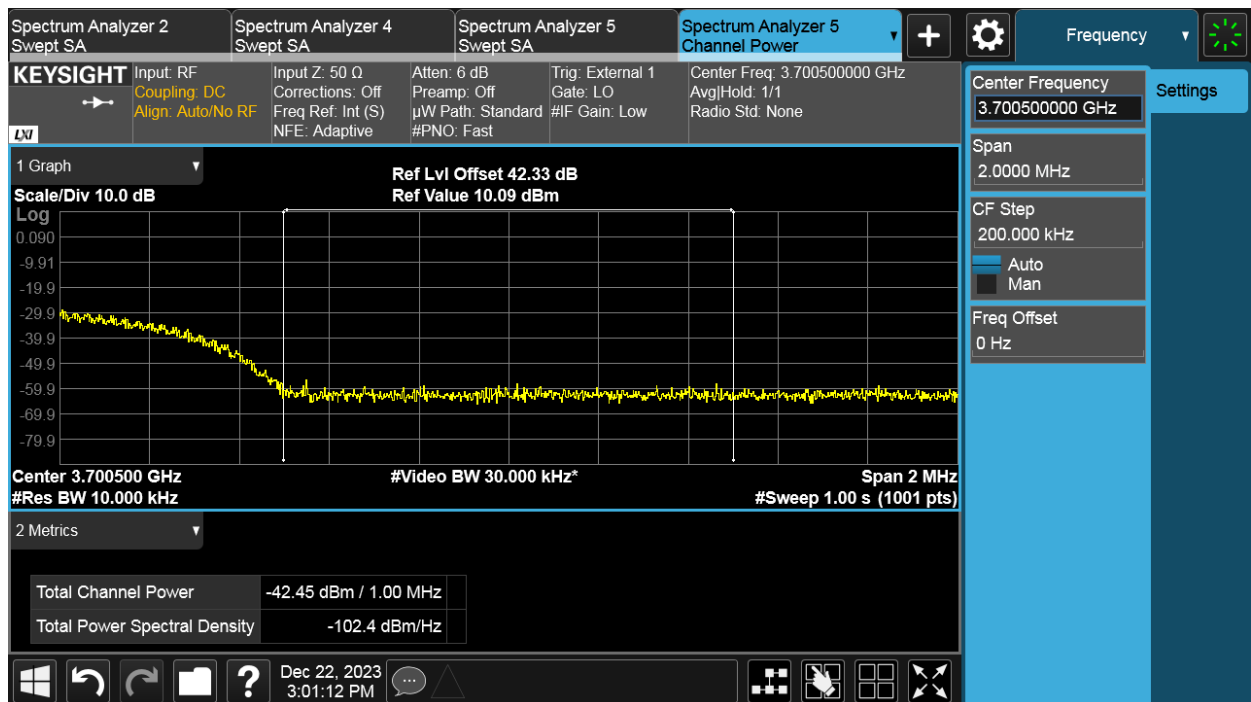 Spectrum Analyzer 2
Swept SA
Spectrum Analyzer 4
Swept SA
Spectrum Analyzer 5
Swept SA
Spectrum Analyzer 5
Channel Power
▼
+
Frequency
▼
KEYSIGHT
LXI
Input: RF
Coupling: DC
Align: Auto/No RF
Input Z: 50 Ω
Corrections: Off
Freq Ref: Int (S)
NFE: Adaptive
Atten: 6 dB
Preamp: Off
µW Path: Standard
#PNO: Fast
Trig: External 1
Gate: LO
#IF Gain: Low
Center Freq: 3.700500000 GHz
Avg|Hold: 1/1
Radio Std: None
Center Frequency
3.700500000 GHz
Settings
Span
2.0000 MHz
CF Step
200.000 kHz
Auto
Man
Freq Offset
0 Hz
1 Graph ▼
Ref Lvl Offset 42.33 dB
Scale/Div 10.0 dB Ref Value 10.09 dBm
Log
0.090
-9.91
-19.9
-29.9
-39.9
-49.9
-59.9
-69.9
-79.9
Center 3.700500 GHz #Video BW 30.000 kHz* Span 2 MHz
#Res BW 10.000 kHz #Sweep 1.00 s (1001 pts)
2 Metrics ▼
Total Channel Power -42.45 dBm / 1.00 MHz
Total Power Spectral Density -102.4 dBm/Hz
?
Dec 22, 2023
3:01:12 PM